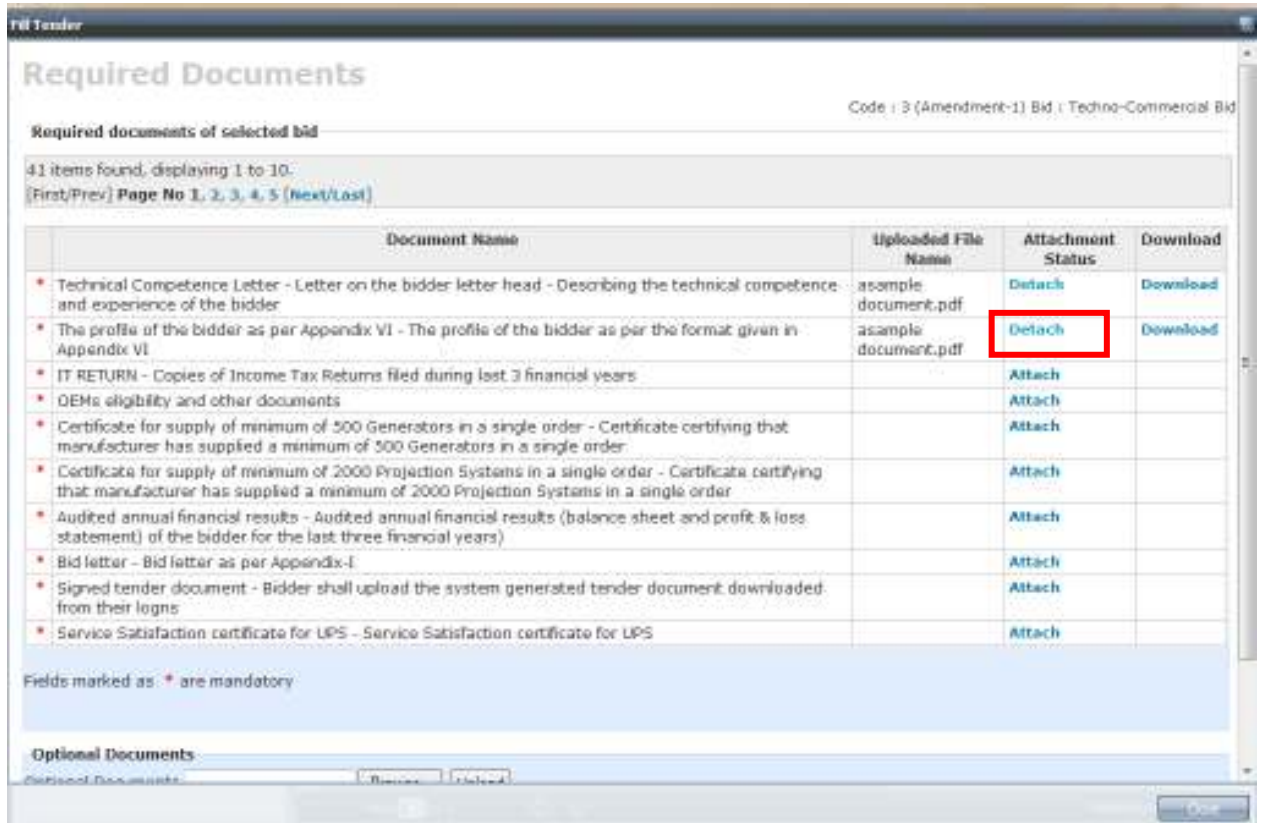 Fill Tender
Required Documents
Code : 3 (Amendment-1) Bid : Techno-Commercial Bid
Required documents of selected bid
41 items found, displaying 1 to 10.
[First/Prev] Page No 1, 2, 3, 4, 5 [Next/Last]
Document Name Uploaded File Attachment Download
Name Status
* Technical Competence Letter - Letter on the bidder letter head - Describing the technical competence asample Detach Download
and experience of the bidder document.pdf
* The profile of the bidder as per Appendix VI - The profile of the bidder as per the format given in asample Detach Download
Appendix VI document.pdf
* IT RETURN - Copies of Income Tax Returns filed during last 3 financial years Attach
* OEMs eligibility and other documents Attach
* Certificate for supply of minimum of 500 Generators in a single order - Certificate certifying that Attach
manufacturer has supplied a minimum of 500 Generators in a single order
* Certificate for supply of minimum of 2000 Projection Systems in a single order - Certificate certifying Attach
that manufacturer has supplied a minimum of 2000 Projection Systems in a single order
* Audited annual financial results - Audited annual financial results (balance sheet and profit & loss Attach
statement) of the bidder for the last three financial years)
* Bid letter - Bid letter as per Appendix-I Attach
* Signed tender document - Bidder shall upload the system generated tender document downloaded Attach
from their logns
* Service Satisfaction certificate for UPS - Service Satisfaction certificate for UPS Attach
Fields marked as * are mandatory
Optional Documents
Optional Documents Browse... Upload